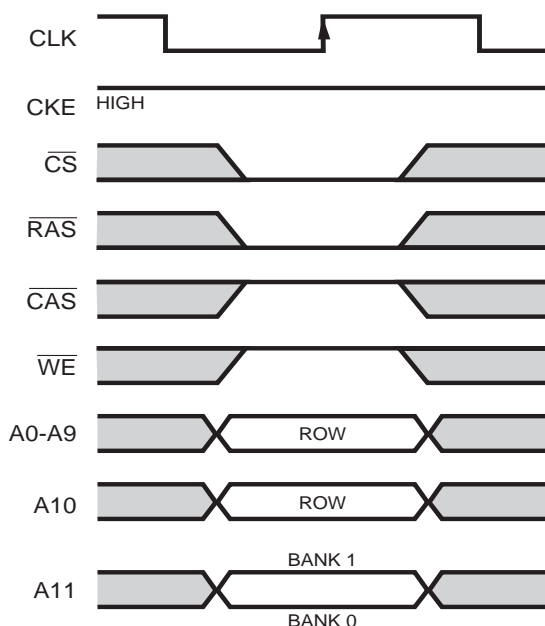 CLK
CKE HIGH
CS
RAS
CAS
WE
A0-A9 ROW
A10 ROW
BANK 1
A11
BANK 0